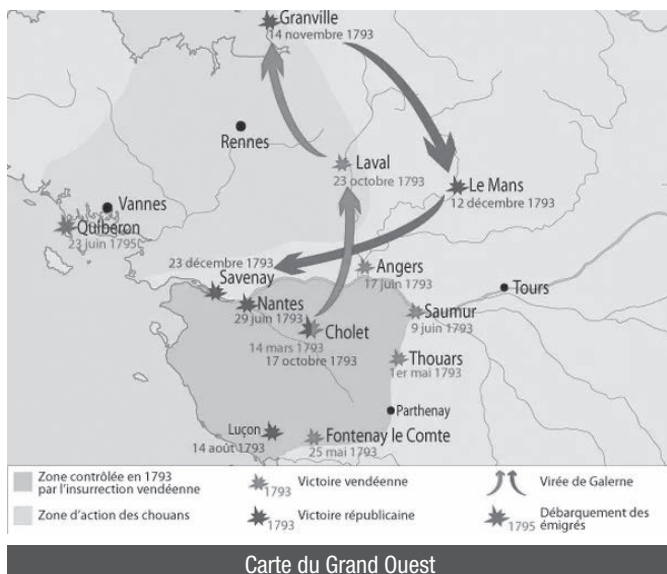 Granville
14 novembre 1793
Rennes
Laval
23 octobre 1793
Le Mans
12 décembre 1793
Vannes
Quiberon
23 juin 1795
23 décembre 1793
Savenay
Angers
17 juin 1793
Tours
Nantes
29 juin 1793
Saumur
9 juin 1793
Cholet
14 mars 1793
17 octobre 1793
Thouars
1er mai 1793
Parthenay
Luçon
14 août 1793
Fontenay le Comte
25 mai 1793
Zone contrôlée en 1793
par l'insurrection vendéenne
Zone d'action des chouans
1793
Victoire vendéenne
1793
Victoire républicaine
Virée de Galerne
1795
Débarquement des
émigrés
Carte du Grand Ouest